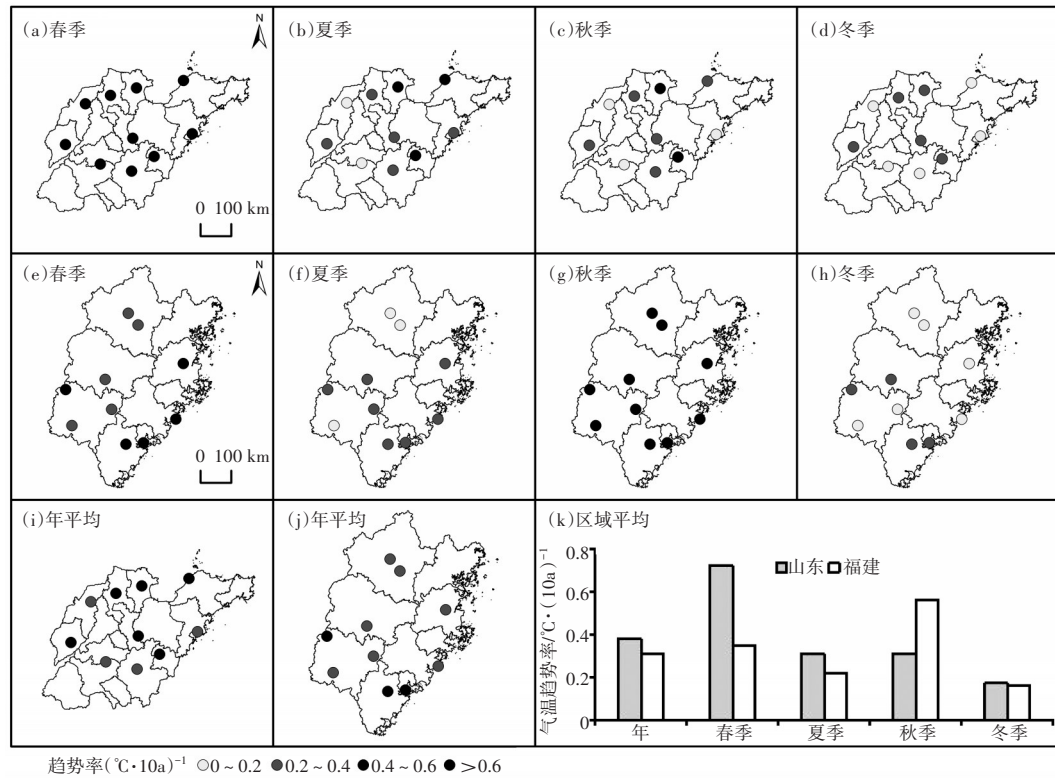 (a)春季
N
(b)夏季
(c)秋季
(d)冬季
0 100 km
(e)春季
N
(f)夏季
(g)秋季
(h)冬季
0 100 km
(i)年平均
(j)年平均
(k)区域平均
气温趋势率/℃·(10a)⁻¹
0.8
0.4
0.2
0
山东 福建
年 春季 夏季 秋季 冬季
趋势率(℃·10a)⁻¹ 0~0.2 0.2~0.4 0.4~0.6 >0.6